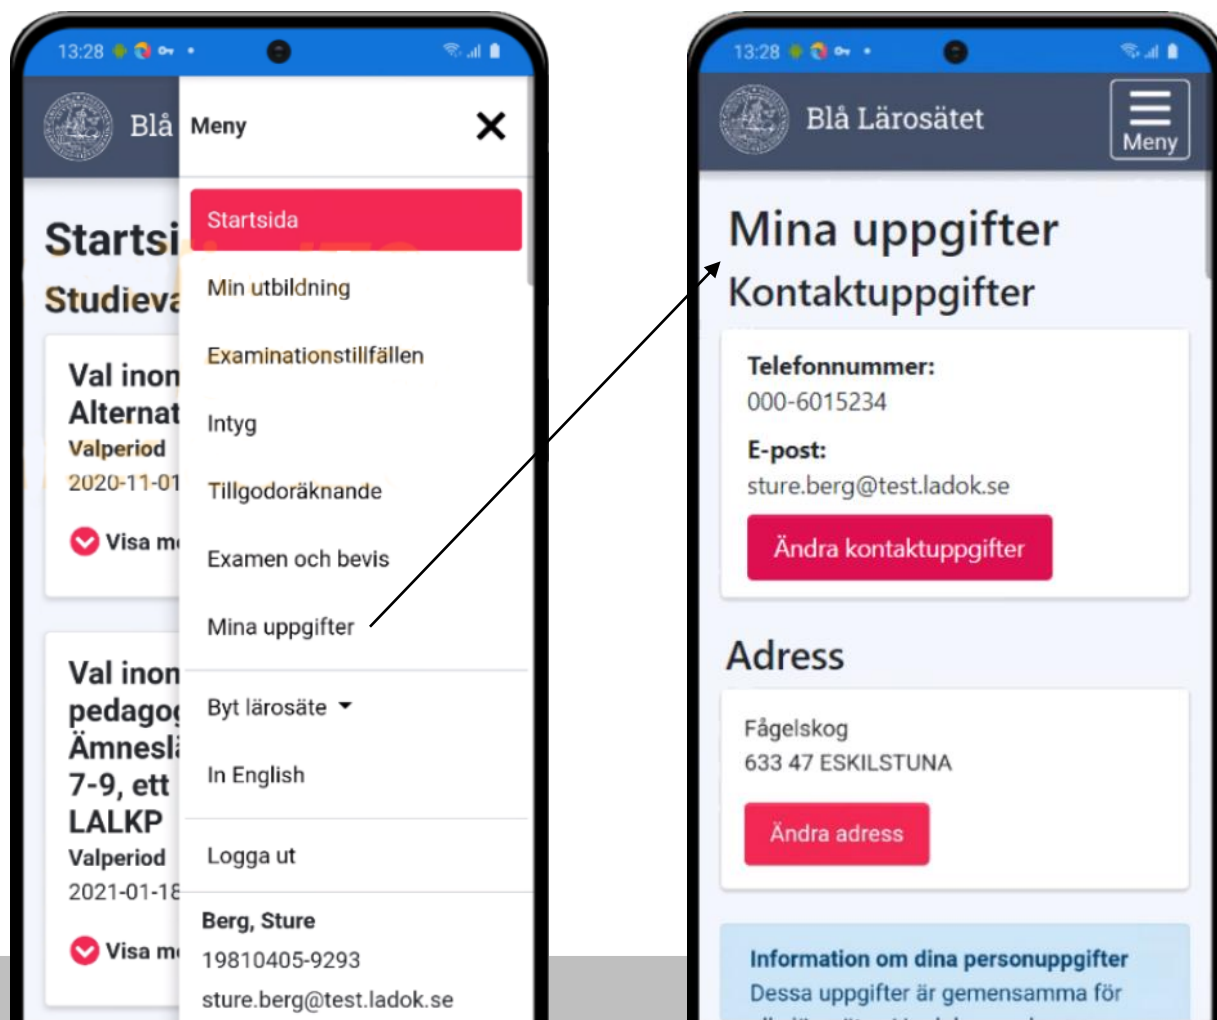 13:28
Blå
Meny
Startsida
Startsi
Min utbildning
Studieva
Examinationstillfällen
Val inon
Alternat
Intyg
Valperiod
2020-11-01
Tillgodoräknande
Visa m
Examen och bevis
Mina uppgifter
Val inon
pedagog
Byt lärosäte
Ämneslä
In English
7-9, ett
LALKP
Valperiod
Logga ut
2021-01-18
Berg, Sture
Visa m
19810405-9293
sture.berg@test.ladok.se
13:28
Blå Lärosätet
Meny
Mina uppgifter
Kontaktuppgifter
Telefonnummer:
000-6015234
E-post:
sture.berg@test.ladok.se
Ändra kontaktuppgifter
Adress
Fågelskog
633 47 ESKILSTUNA
Ändra adress
Information om dina personuppgifter
Dessa uppgifter är gemensamma för